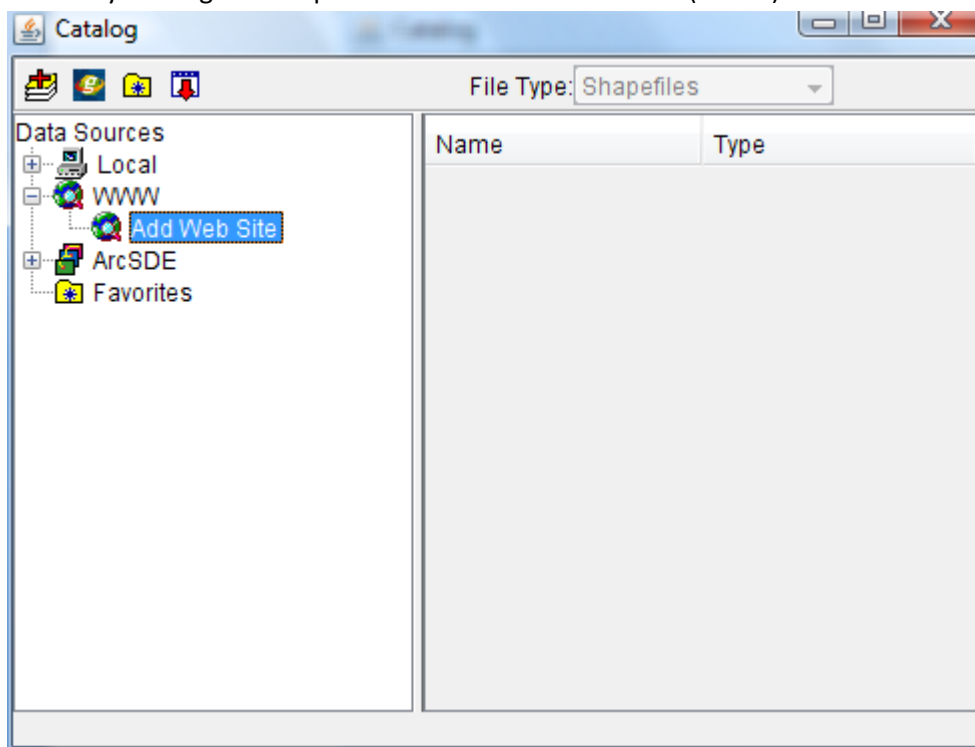 Catalog
File Type: Shapefiles
Data Sources
Name Type
Local
WWW
Add Web Site
ArcSDE
Favorites